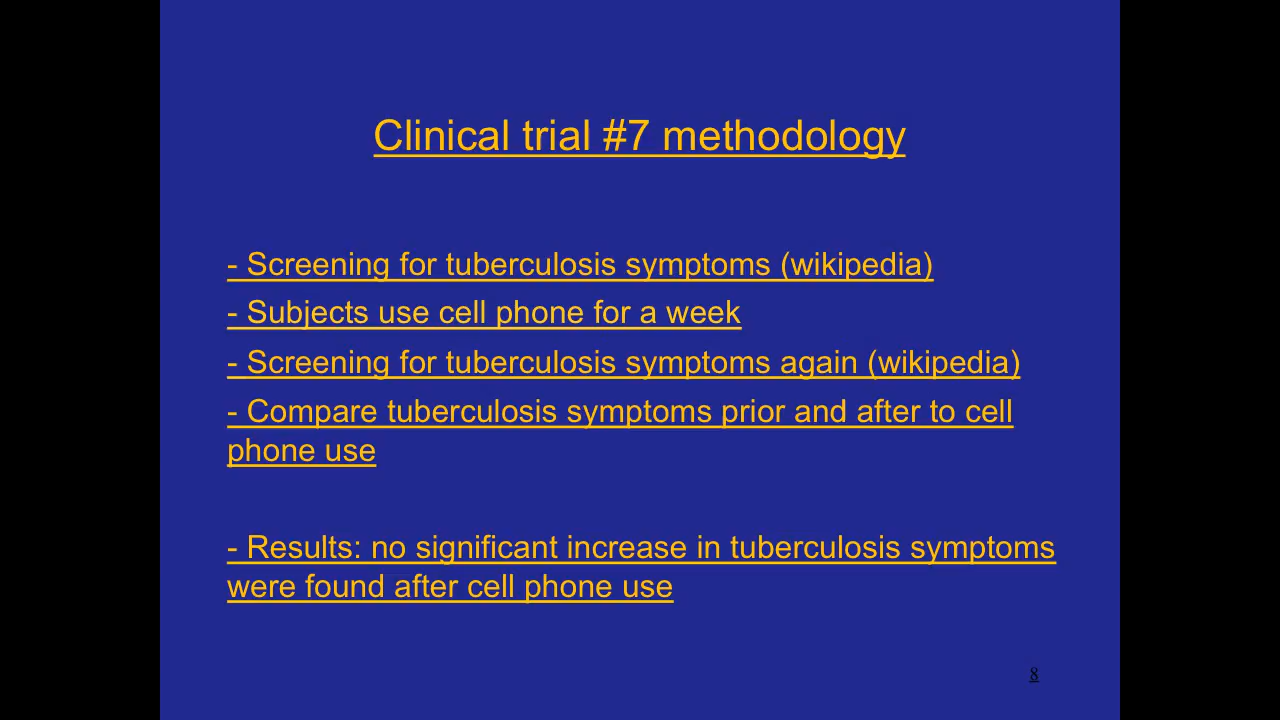 Clinical trial #7 methodology
- Screening for tuberculosis symptoms (wikipedia)
- Subjects use cell phone for a week
- Screening for tuberculosis symptoms again (wikipedia)
- Compare tuberculosis symptoms prior and after to cell
phone use
- Results: no significant increase in tuberculosis symptoms
were found after cell phone use
8